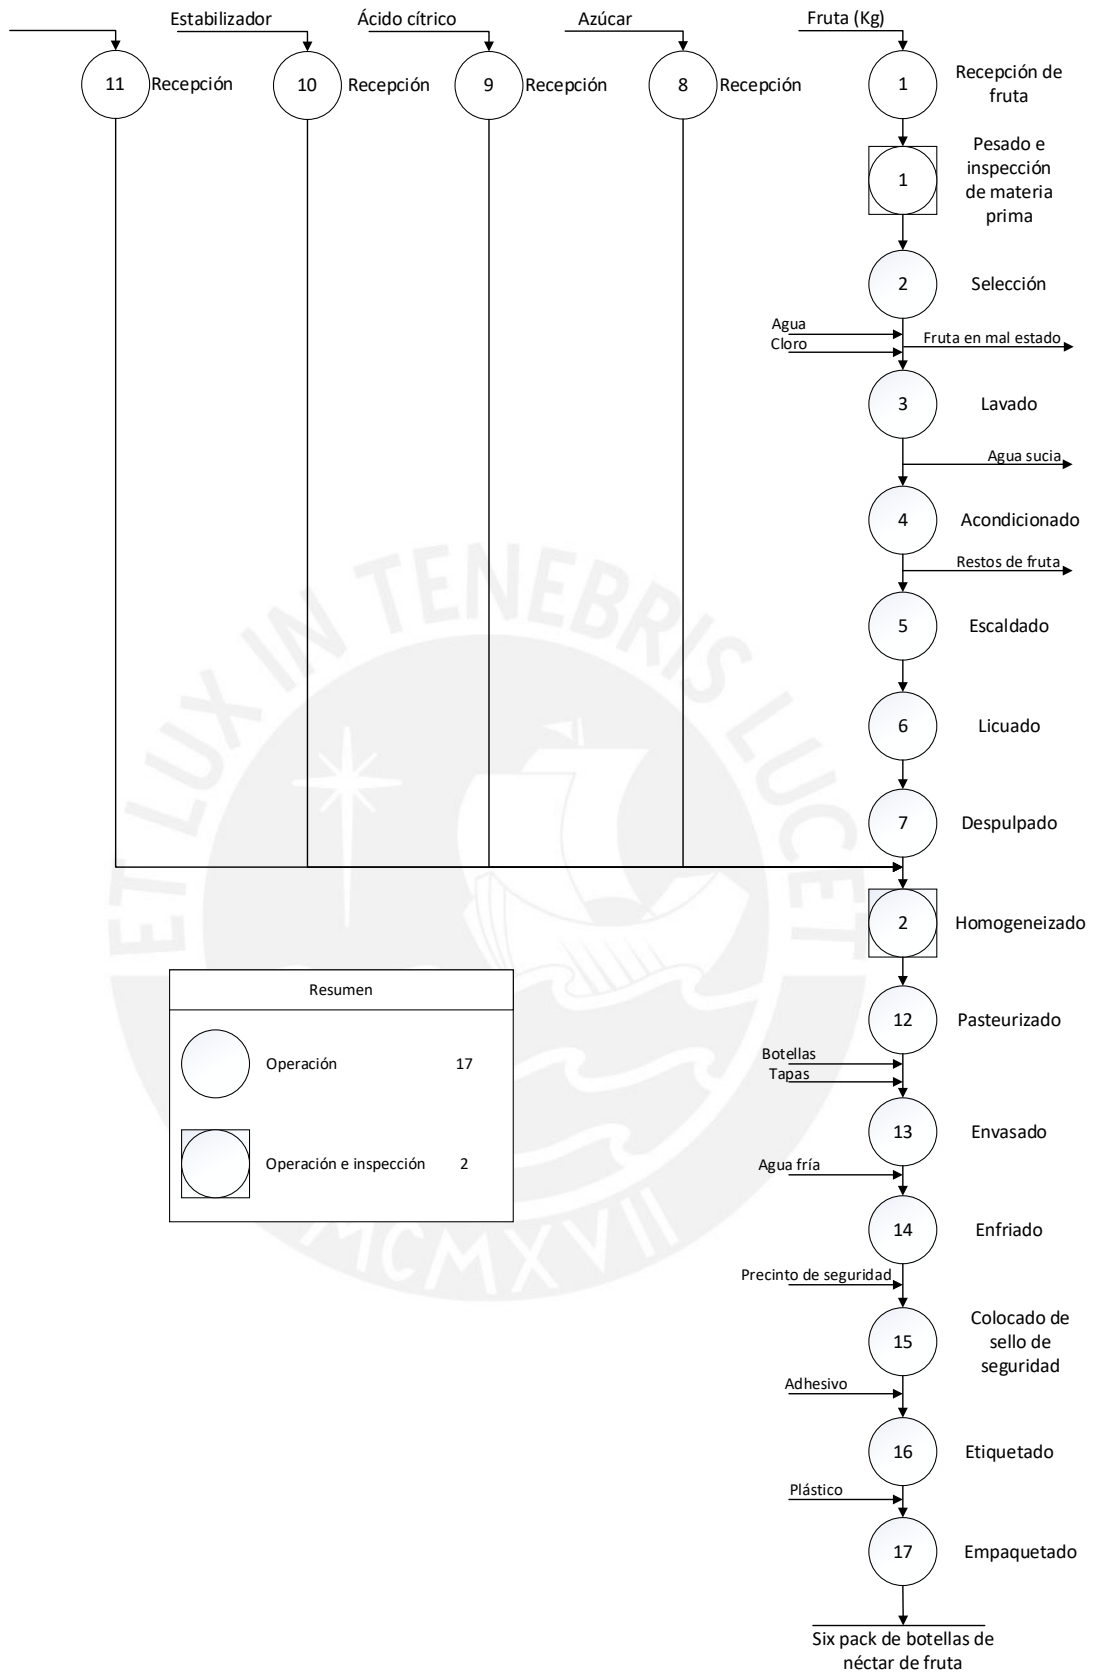 Estabilizador
Ácido cítrico
Azúcar
Fruta (Kg)
11
Recepción
10
Recepción
9
Recepción
8
Recepción
1
Recepción de
fruta
1
Pesado e
inspección
de materia
prima
2
Selección
Agua
Cloro
Fruta en mal estado
3
Lavado
Agua sucia
4
Acondicionado
Restos de fruta
5
Escaldado
6
Licuado
7
Despulpado
2
Homogeneizado
12
Pasteurizado
Botellas
Tapas
13
Envasado
Agua fría
14
Enfriado
Precinto de seguridad
15
Colocado de
sello de
seguridad
Adhesivo
16
Etiquetado
Plástico
17
Empaquetado
Six pack de botellas de
néctar de fruta
Resumen
Operación 17
Operación e inspección 2
ET LUX IN TENEBRIS LUCET
MCMXVII